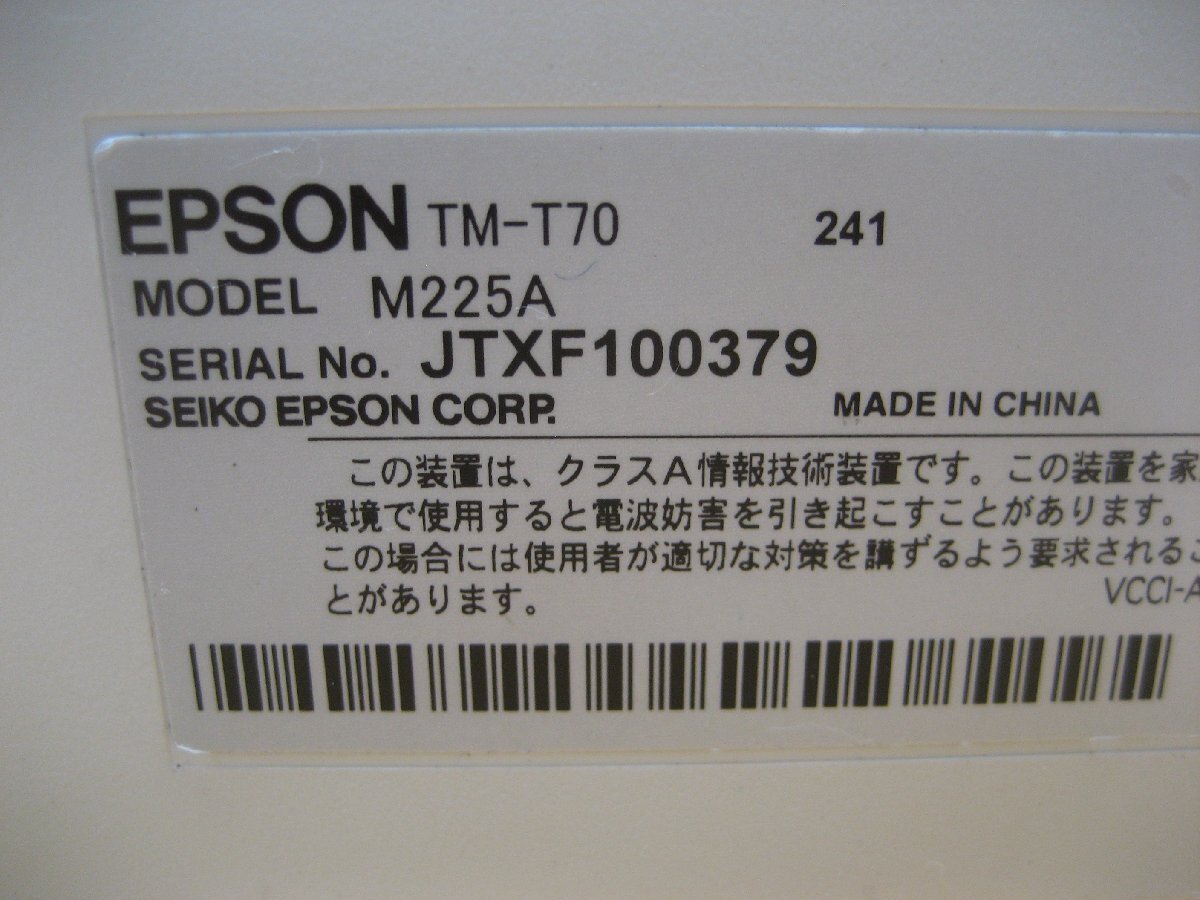 EPSON TM-T70 241
MODEL M225A
SERIAL No. JTXF100379
SEIKO EPSON CORP. MADE IN CHINA
この装置は、クラスA情報技術装置です。この装置を家
環境で使用すると電波妨害を引き起こすことがあります。
この場合には使用者が適切な対策を講ずるよう要求されるこ
とがあります。
VCCI-A